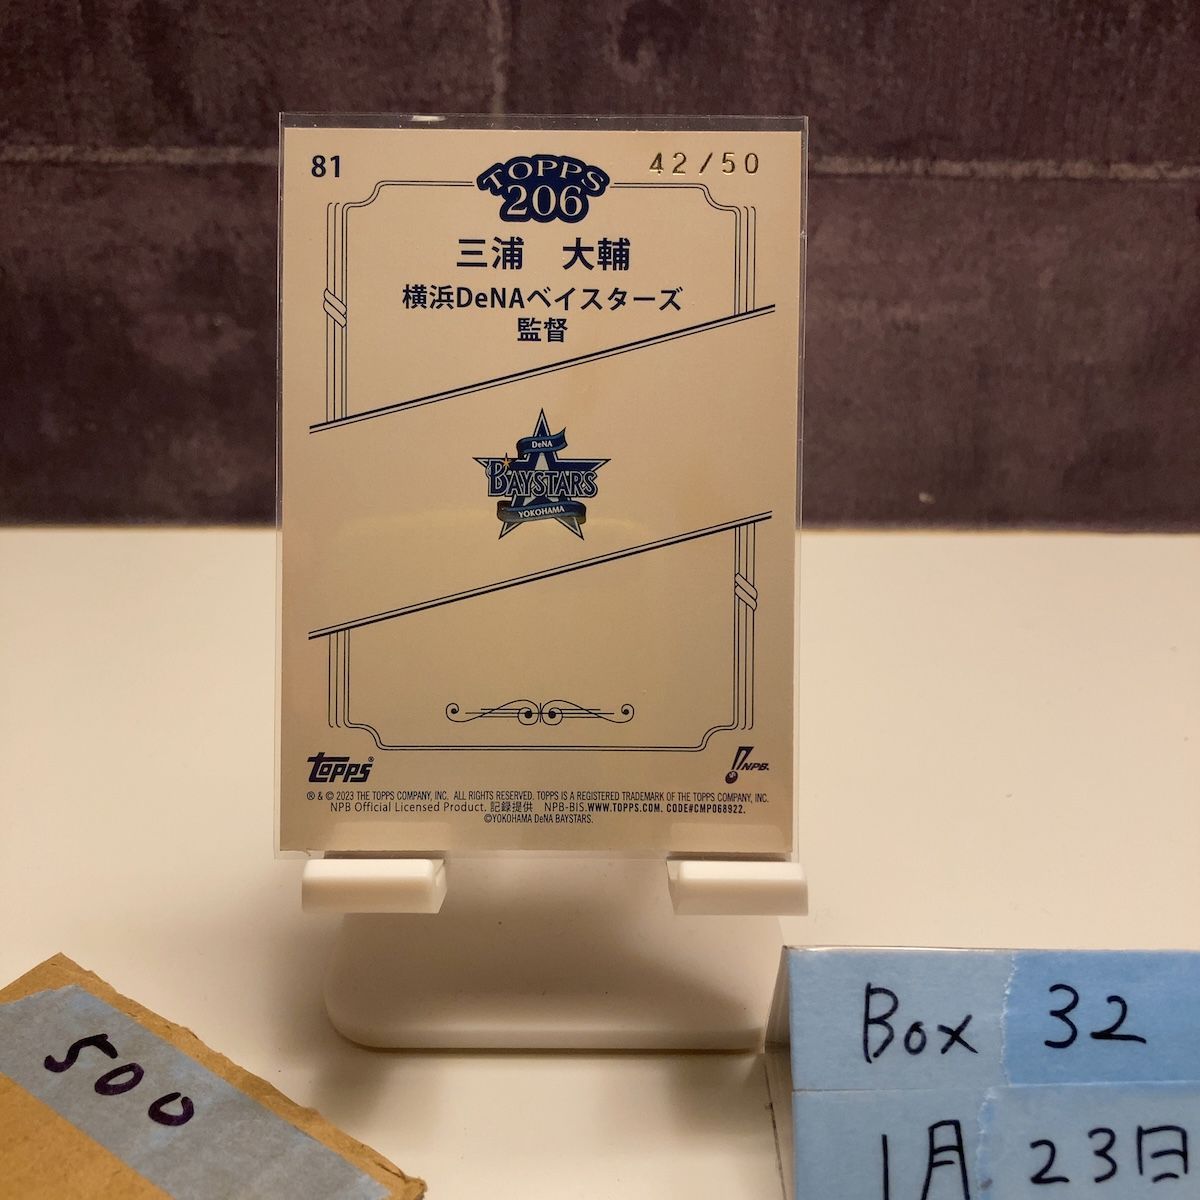 81
42/50
TOPPS
206
三浦　大輔
横浜DeNAベイスターズ
監督
DeNA
BAYSTARS
YOKOHAMA
topps®
NPB.
® & © 2023 THE TOPPS COMPANY, INC. ALL RIGHTS RESERVED. TOPPS IS A REGISTERED TRADEMARK OF THE TOPPS COMPANY, INC.
NPB Official Licensed Product. 記録提供 NPB-BIS.WWW.TOPPS.COM. CODE#CMP068922.
©YOKOHAMA DeNA BAYSTARS.
500
Box 32
1月 23日